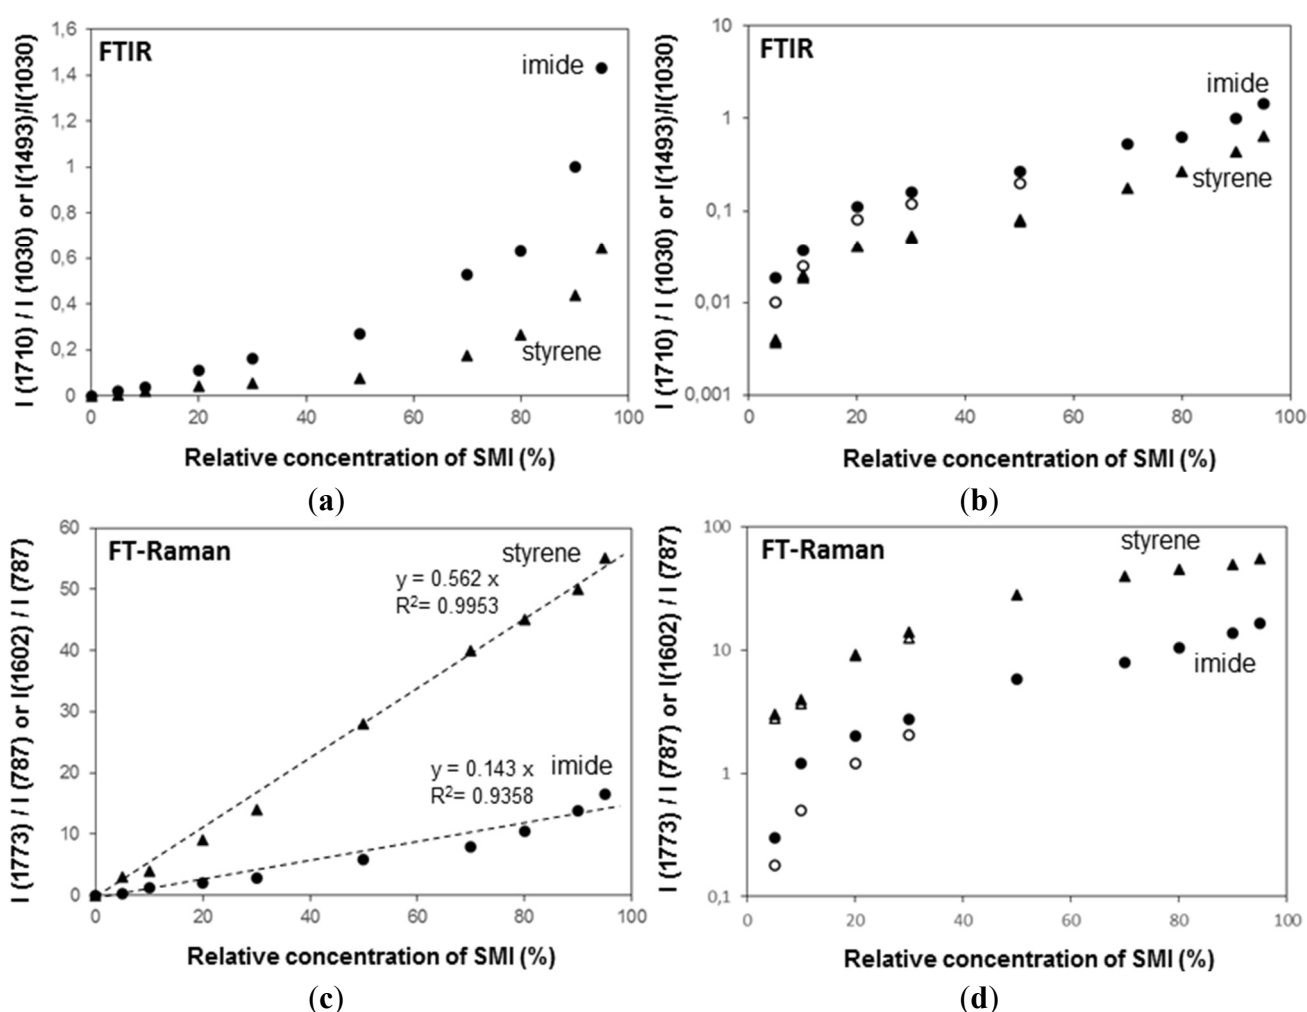 FTIR
imide
styrene
1,6
1,4
1,2
1
0,8
0,6
0,4
0,2
0
0 20 40 60 80 100
I (1710) / I (1030) or I(1493)/I(1030)
Relative concentration of SMI (%)
(a)
FTIR
imide
styrene
10
1
0,1
0,01
0,001
0 20 40 60 80 100
I (1710) / I (1030) or I(1493)/I(1030)
Relative concentration of SMI (%)
(b)
FT-Raman
styrene
y = 0.562 x
R²= 0.9953
y = 0.143 x
R²= 0.9358
imide
60
50
40
30
20
10
0
0 20 40 60 80 100
I (1773) / I (787) or I(1602) / I (787)
Relative concentration of SMI (%)
(c)
FT-Raman
styrene
imide
100
10
1
0,1
0 20 40 60 80 100
I (1773) / I (787) or I(1602) / I (787)
Relative concentration of SMI (%)
(d)